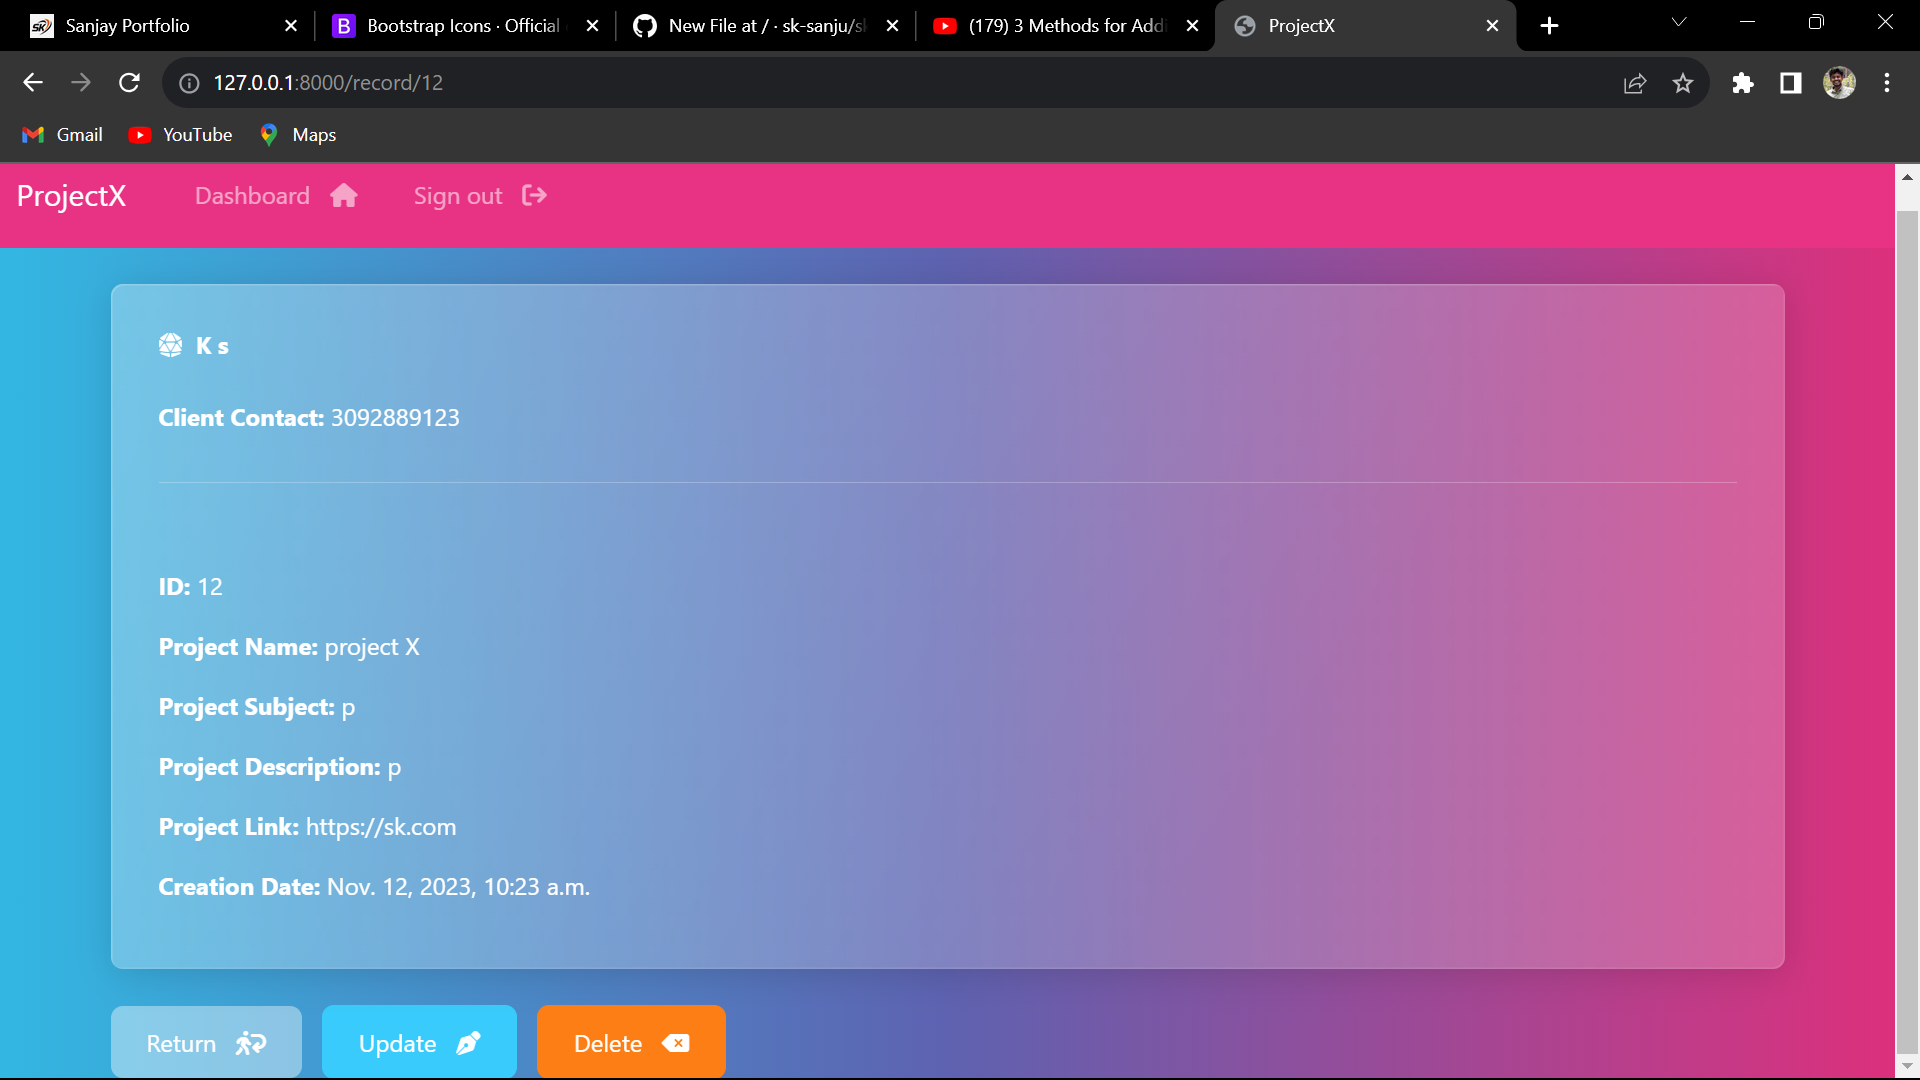 Sanjay Portfolio
Bootstrap Icons · Official
New File at / · sk-sanju/sk
(179) 3 Methods for Addi
ProjectX
127.0.0.1:8000/record/12
Gmail YouTube Maps
ProjectX Dashboard Sign out
K s
Client Contact: 3092889123
ID: 12
Project Name: project X
Project Subject: p
Project Description: p
Project Link: https://sk.com
Creation Date: Nov. 12, 2023, 10:23 a.m.
Return Update Delete